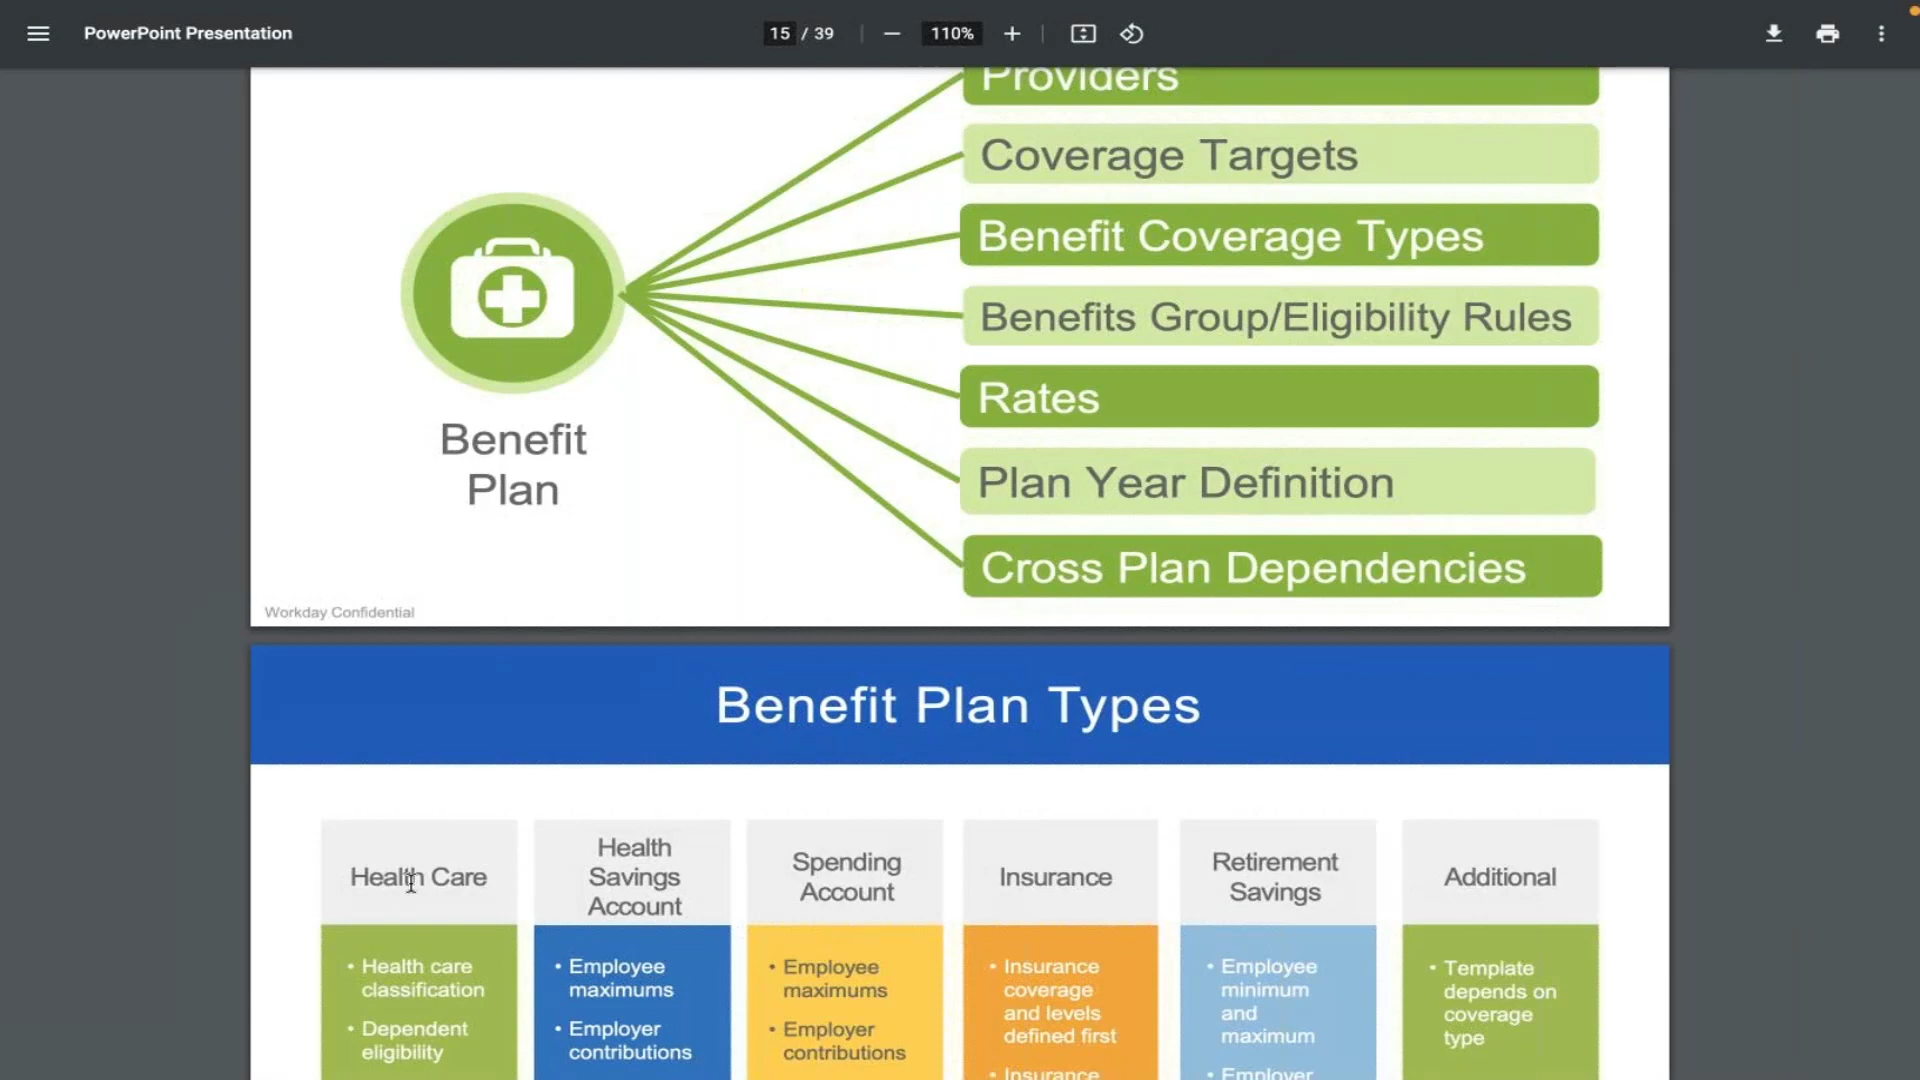 PowerPoint Presentation
15 / 39
110%
Providers
Coverage Targets
Benefit Coverage Types
Benefits Group/Eligibility Rules
Rates
Plan Year Definition
Cross Plan Dependencies
Benefit
Plan
Workday Confidential
Benefit Plan Types
Health Care
Health
Savings
Account
Spending
Account
Insurance
Retirement
Savings
Additional
• Health care
classification
• Dependent
eligibility
• Employee
maximums
• Employer
contributions
• Employee
maximums
• Employer
contributions
• Insurance
coverage
and levels
defined first
• Insurance
• Employee
minimum
and
maximum
• Employer
• Template
depends on
coverage
type